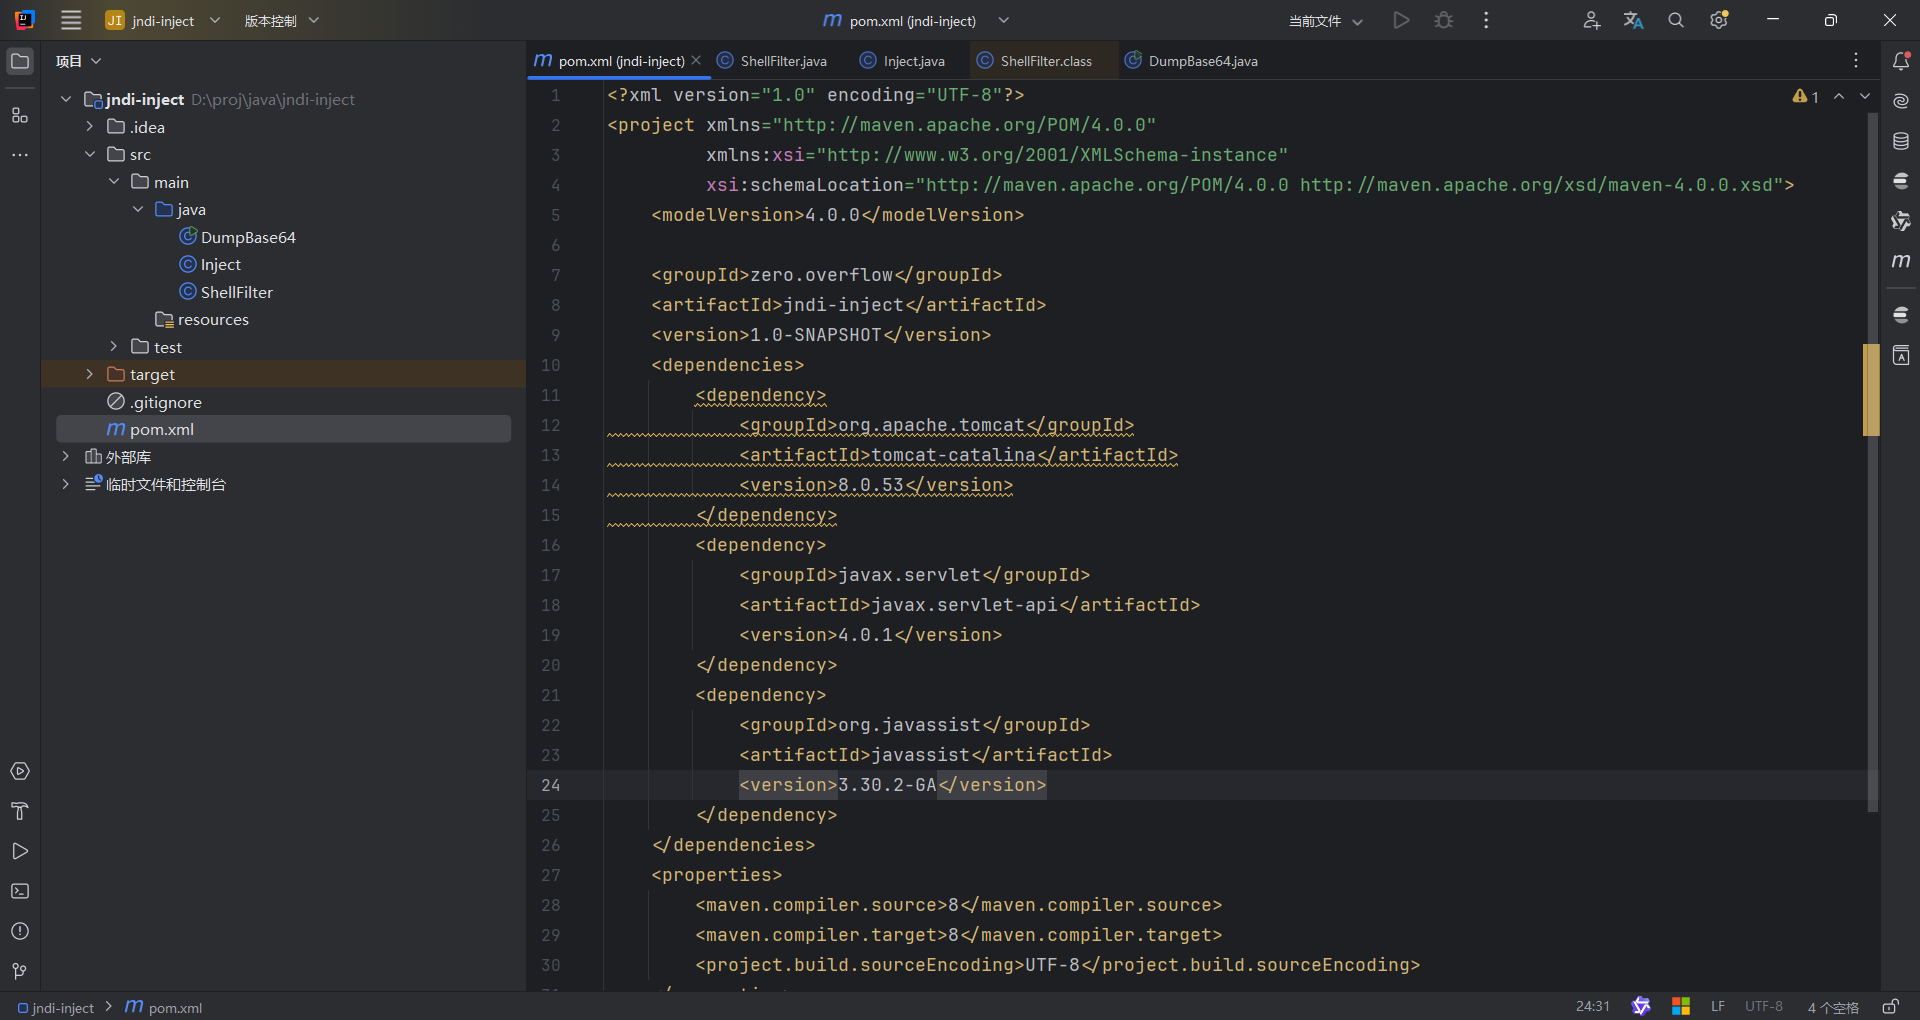 JI jndi-inject 版本控制 pom.xml (jndi-inject) 当前文件
项目
jndi-inject D:\proj\java\jndi-inject
.idea
src
main
java
DumpBase64
Inject
ShellFilter
resources
test
target
.gitignore
pom.xml
外部库
临时文件和控制台
pom.xml (jndi-inject) ShellFilter.java Inject.java ShellFilter.class DumpBase64.java
1 <?xml version="1.0" encoding="UTF-8"?>
2 <project xmlns="http://maven.apache.org/POM/4.0.0"
3 xmlns:xsi="http://www.w3.org/2001/XMLSchema-instance"
4 xsi:schemaLocation="http://maven.apache.org/POM/4.0.0 http://maven.apache.org/xsd/maven-4.0.0.xsd">
5 <modelVersion>4.0.0</modelVersion>
6
7 <groupId>zero.overflow</groupId>
8 <artifactId>jndi-inject</artifactId>
9 <version>1.0-SNAPSHOT</version>
10 <dependencies>
11 <dependency>
12 <groupId>org.apache.tomcat</groupId>
13 <artifactId>tomcat-catalina</artifactId>
14 <version>8.0.53</version>
15 </dependency>
16 <dependency>
17 <groupId>javax.servlet</groupId>
18 <artifactId>javax.servlet-api</artifactId>
19 <version>4.0.1</version>
20 </dependency>
21 <dependency>
22 <groupId>org.javassist</groupId>
23 <artifactId>javassist</artifactId>
24 <version>3.30.2-GA</version>
25 </dependency>
26 </dependencies>
27 <properties>
28 <maven.compiler.source>8</maven.compiler.source>
29 <maven.compiler.target>8</maven.compiler.target>
30 <project.build.sourceEncoding>UTF-8</project.build.sourceEncoding>
1
jndi-inject pom.xml 24:31 LF UTF-8 4 个空格